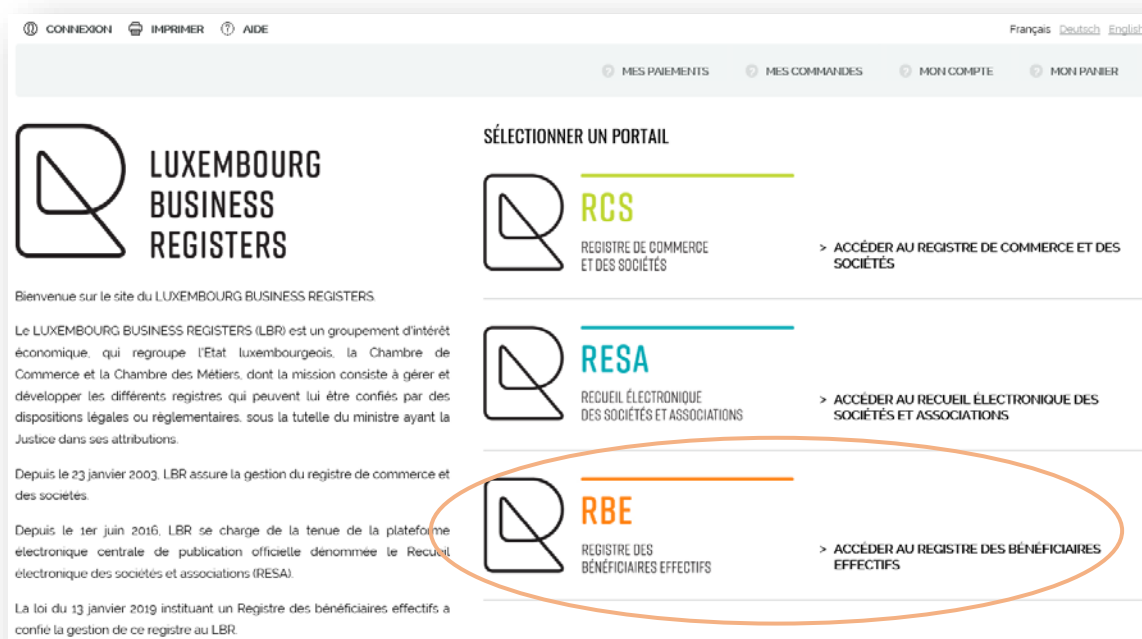 CONNEXION IMPRIMER AIDE
Français Deutsch English
MES PAIEMENTS MES COMMANDES MON COMPTE MON PANIER
LUXEMBOURG
BUSINESS
REGISTERS
Bienvenue sur le site du LUXEMBOURG BUSINESS REGISTERS.
Le LUXEMBOURG BUSINESS REGISTERS (LBR) est un groupement d'intérêt
économique, qui regroupe l'Etat luxembourgeois, la Chambre de
Commerce et la Chambre des Métiers, dont la mission consiste à gérer et
développer les différents registres qui peuvent lui être confiés par des
dispositions légales ou règlementaires, sous la tutelle du ministre ayant la
Justice dans ses attributions.
Depuis le 23 janvier 2003, LBR assure la gestion du registre de commerce et
des sociétés.
Depuis le 1er juin 2016, LBR se charge de la tenue de la plateforme
électronique centrale de publication officielle dénommée le Recueil
électronique des sociétés et associations (RESA).
La loi du 13 janvier 2019 instituant un Registre des bénéficiaires effectifs a
confié la gestion de ce registre au LBR.
SÉLECTIONNER UN PORTAIL
RCS
REGISTRE DE COMMERCE
ET DES SOCIÉTÉS
> ACCÉDER AU REGISTRE DE COMMERCE ET DES
SOCIÉTÉS
RESA
RECUEIL ÉLECTRONIQUE
DES SOCIÉTÉS ET ASSOCIATIONS
> ACCÉDER AU RECUEIL ÉLECTRONIQUE DES
SOCIÉTÉS ET ASSOCIATIONS
RBE
REGISTRE DES
BÉNÉFICIAIRES EFFECTIFS
> ACCÉDER AU REGISTRE DES BÉNÉFICIAIRES
EFFECTIFS